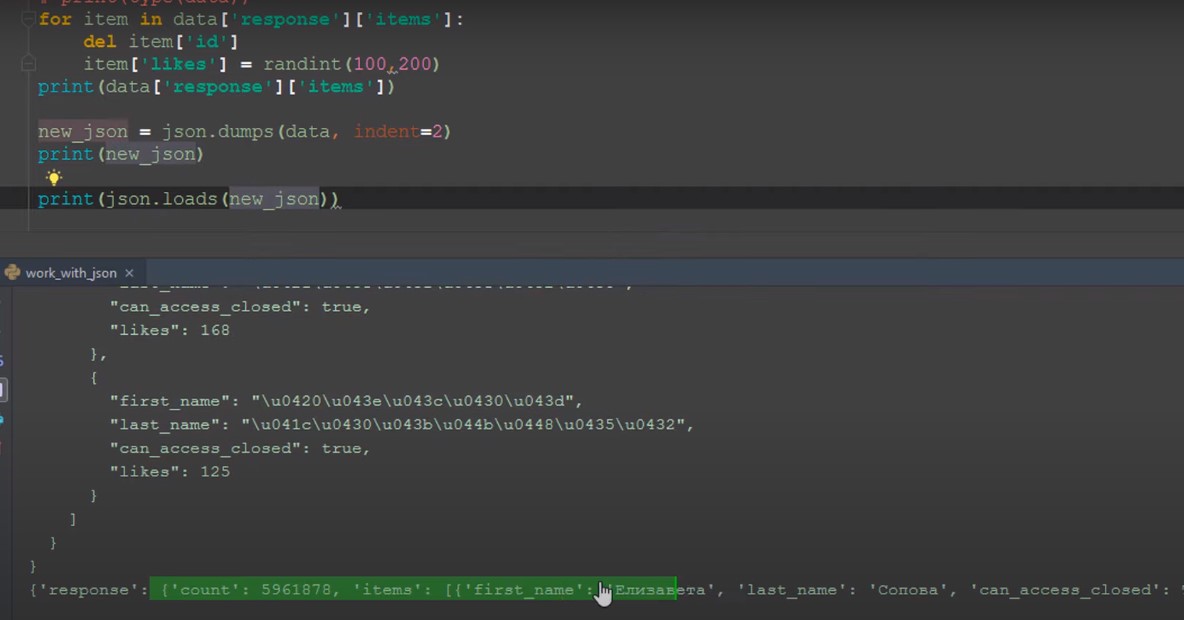 # print(type(data))
for item in data['response']['items']:
    del item['id']
    item['likes'] = randint(100,200)
print(data['response']['items'])
new_json = json.dumps(data, indent=2)
print(new_json)
print(json.loads(new_json))
work_with_json ×
"can_access_closed": true,
"likes": 168
},
{
"first_name": "\u0420\u043e\u043c\u0430\u043d",
"last_name": "\u041c\u0430\u043b\u044b\u0448\u0435\u0432",
"can_access_closed": true,
"likes": 125
}
]
}
}
{'response': {'count': 5961878, 'items': [{'first_name': 'Елизавета', 'last_name': 'Сопова', 'can_access_closed':